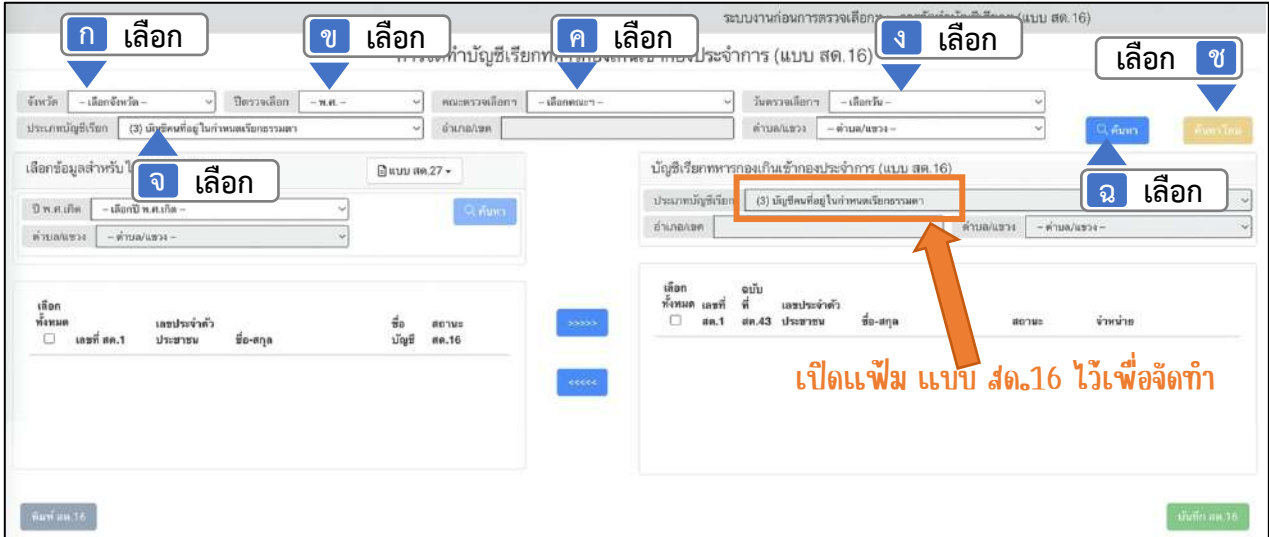 ระบบงานก่อนการตรวจเลือกฯ (แบบ สด.16)
ก เลือก
ข เลือก
ค เลือก
ง เลือก
เลือก ช
ทำบัญชีเรียกทหารกองเกินเข้ากองประจำการ (แบบ สด.16)
จังหวัด – เลือกจังหวัด – ปีตรวจเลือก – พ.ศ. – คณะตรวจเลือกฯ – เลือกคณะฯ – วันตรวจเลือกฯ – เลือกวัน –
ประเภทบัญชีเรียก (3) บัญชีคนที่อยู่ในกำหนดเรียกธรรมดา อำเภอ/เขต ตำบล/แขวง – ตำบล/แขวง – ค้นหา ค้นหาใหม่
เลือกข้อมูลสำหรับ แบบ สด.27
จ เลือก
บัญชีเรียกทหารกองเกินเข้ากองประจำการ (แบบ สด.16)
ฉ เลือก
ปี พ.ศ.เกิด – เลือกปี พ.ศ.เกิด – ค้นหา
ประเภทบัญชีเรียก (3) บัญชีคนที่อยู่ในกำหนดเรียกธรรมดา
ตำบล/แขวง – ตำบล/แขวง –
อำเภอ/เขต ตำบล/แขวง – ตำบล/แขวง –
เลือก
ทั้งหมด เลขประจำตัว ชื่อ สถานะ
เลขที่ สด.1 ประชาชน ชื่อ-สกุล บัญชี สด.16
>>>>>
<<<<<
เลือก ฉบับ
ทั้งหมด เลขที่ ที่ เลขประจำตัว
สด.1 สด.43 ประชาชน ชื่อ-สกุล สถานะ จำหน่าย
เปิดแฟ้ม แบบ สด.16 ไว้เพื่อจัดทำ
พิมพ์ สด.16
บันทึก สด.16